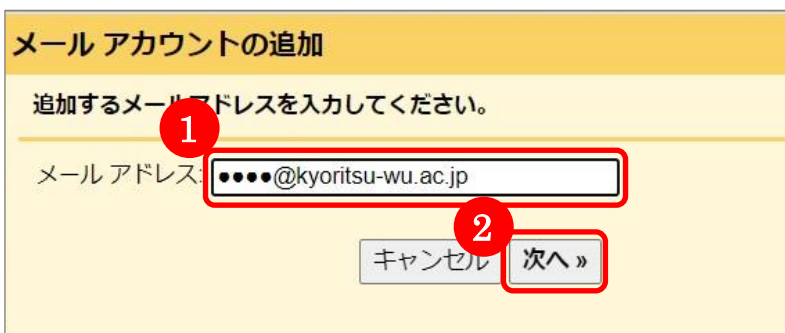 メール アカウントの追加
追加するメールアドレスを入力してください。
1
メール アドレス: ●●●●@kyoritsu-wu.ac.jp
2
キャンセル 次へ »